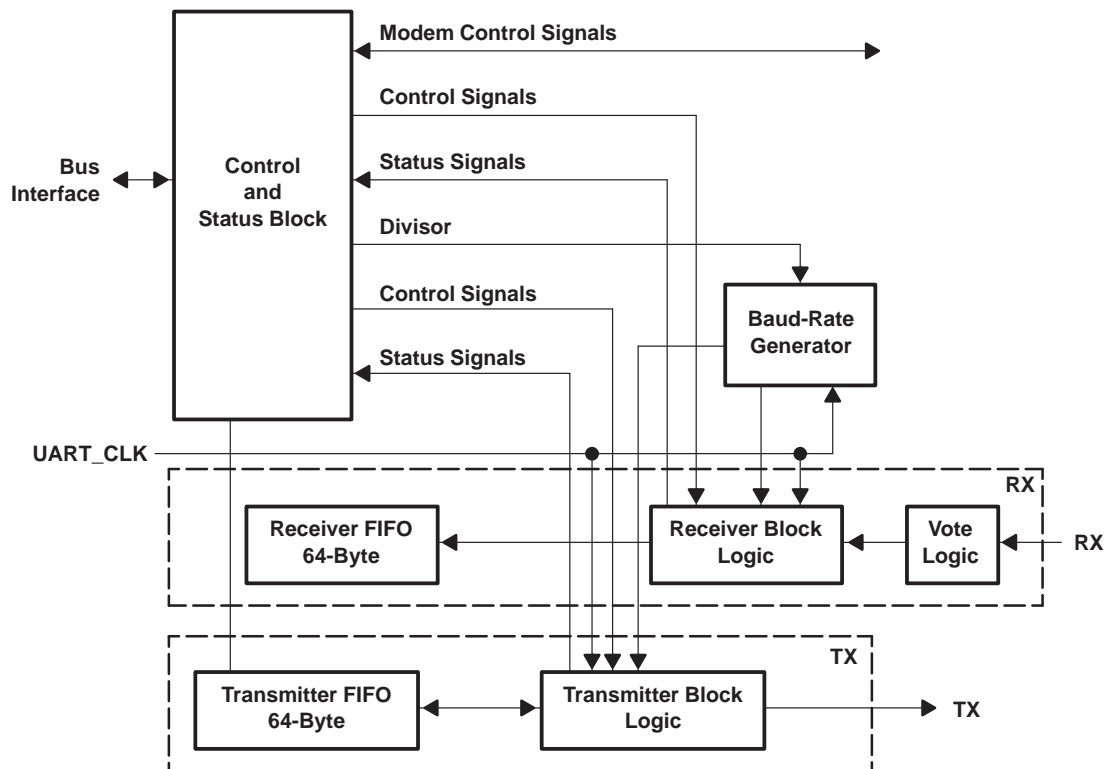 Modem Control Signals
Control Signals
Status Signals
Bus
Interface
Control
and
Status Block
Divisor
Control Signals
Baud-Rate
Generator
Status Signals
UART_CLK
RX
Receiver FIFO
64-Byte
Receiver Block
Logic
Vote
Logic
RX
TX
Transmitter FIFO
64-Byte
Transmitter Block
Logic
TX